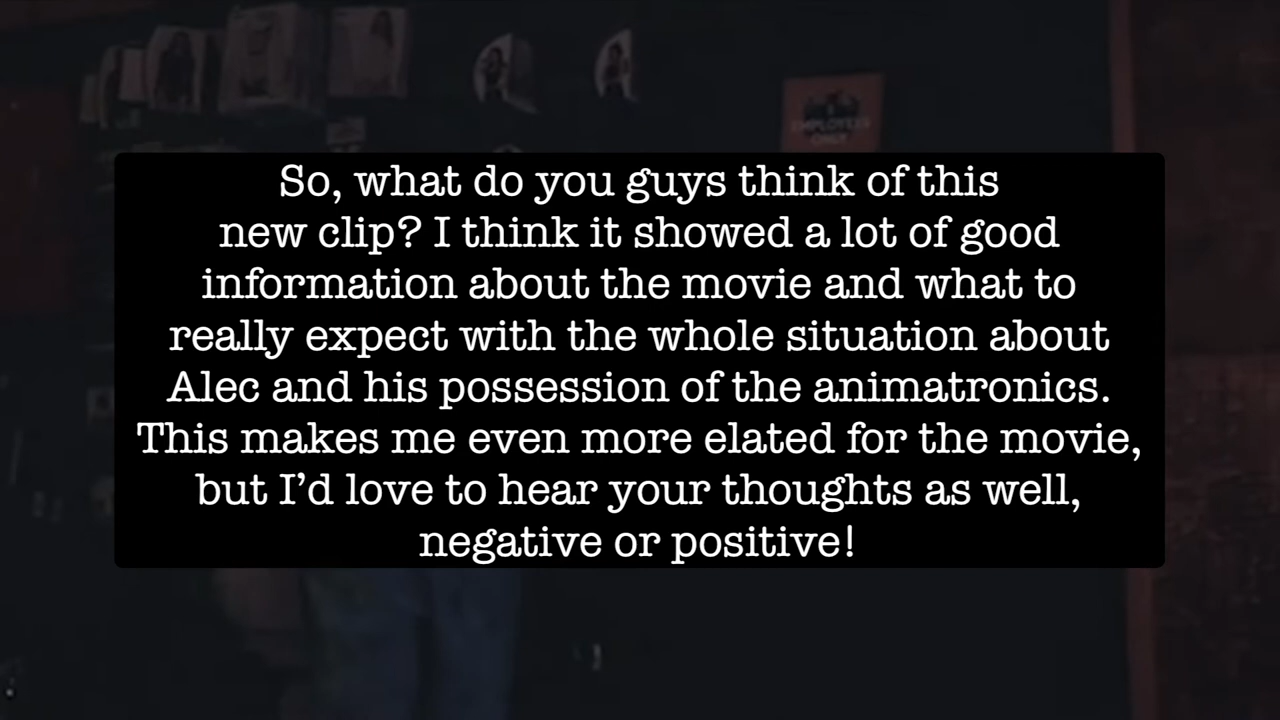 EMPLOYEES
ONLY
So, what do you guys think of this
new clip? I think it showed a lot of good
information about the movie and what to
really expect with the whole situation about
Alec and his possession of the animatronics.
This makes me even more elated for the movie,
but I’d love to hear your thoughts as well,
negative or positive!